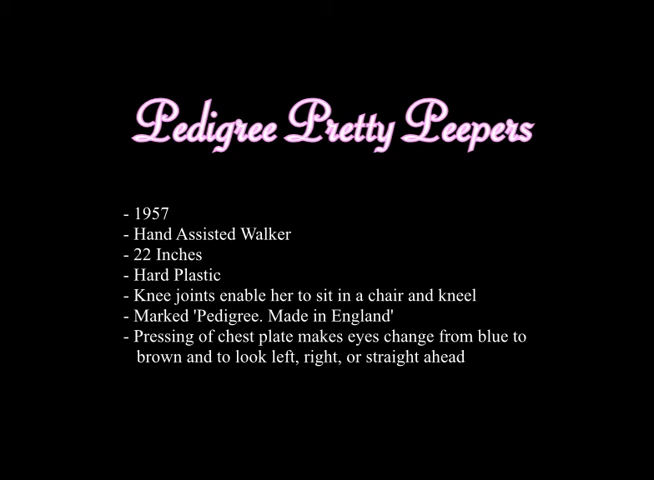 Pedigree Pretty Peepers
- 1957
- Hand Assisted Walker
- 22 Inches
- Hard Plastic
- Knee joints enable her to sit in a chair and kneel
- Marked 'Pedigree. Made in England'
- Pressing of chest plate makes eyes change from blue to
brown and to look left, right, or straight ahead